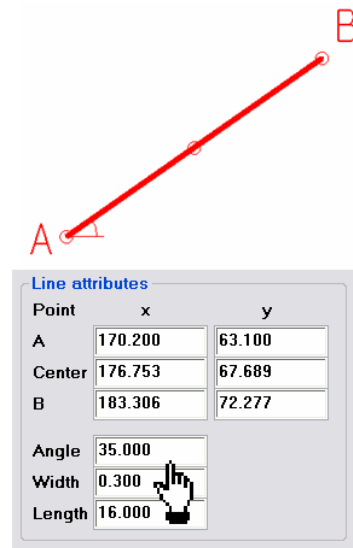 B
A
Line attributes
Point x y
A 170.200 63.100
Center 176.753 67.689
B 183.306 72.277
Angle 35.000
Width 0.300
Length 16.000